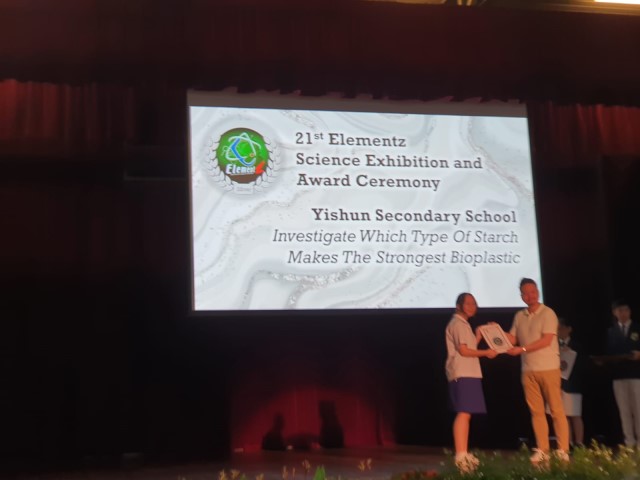 21st Elementz
Science Exhibition and
Award Ceremony
Elementz
Yishun Secondary School
Investigate Which Type Of Starch
Makes The Strongest Bioplastic